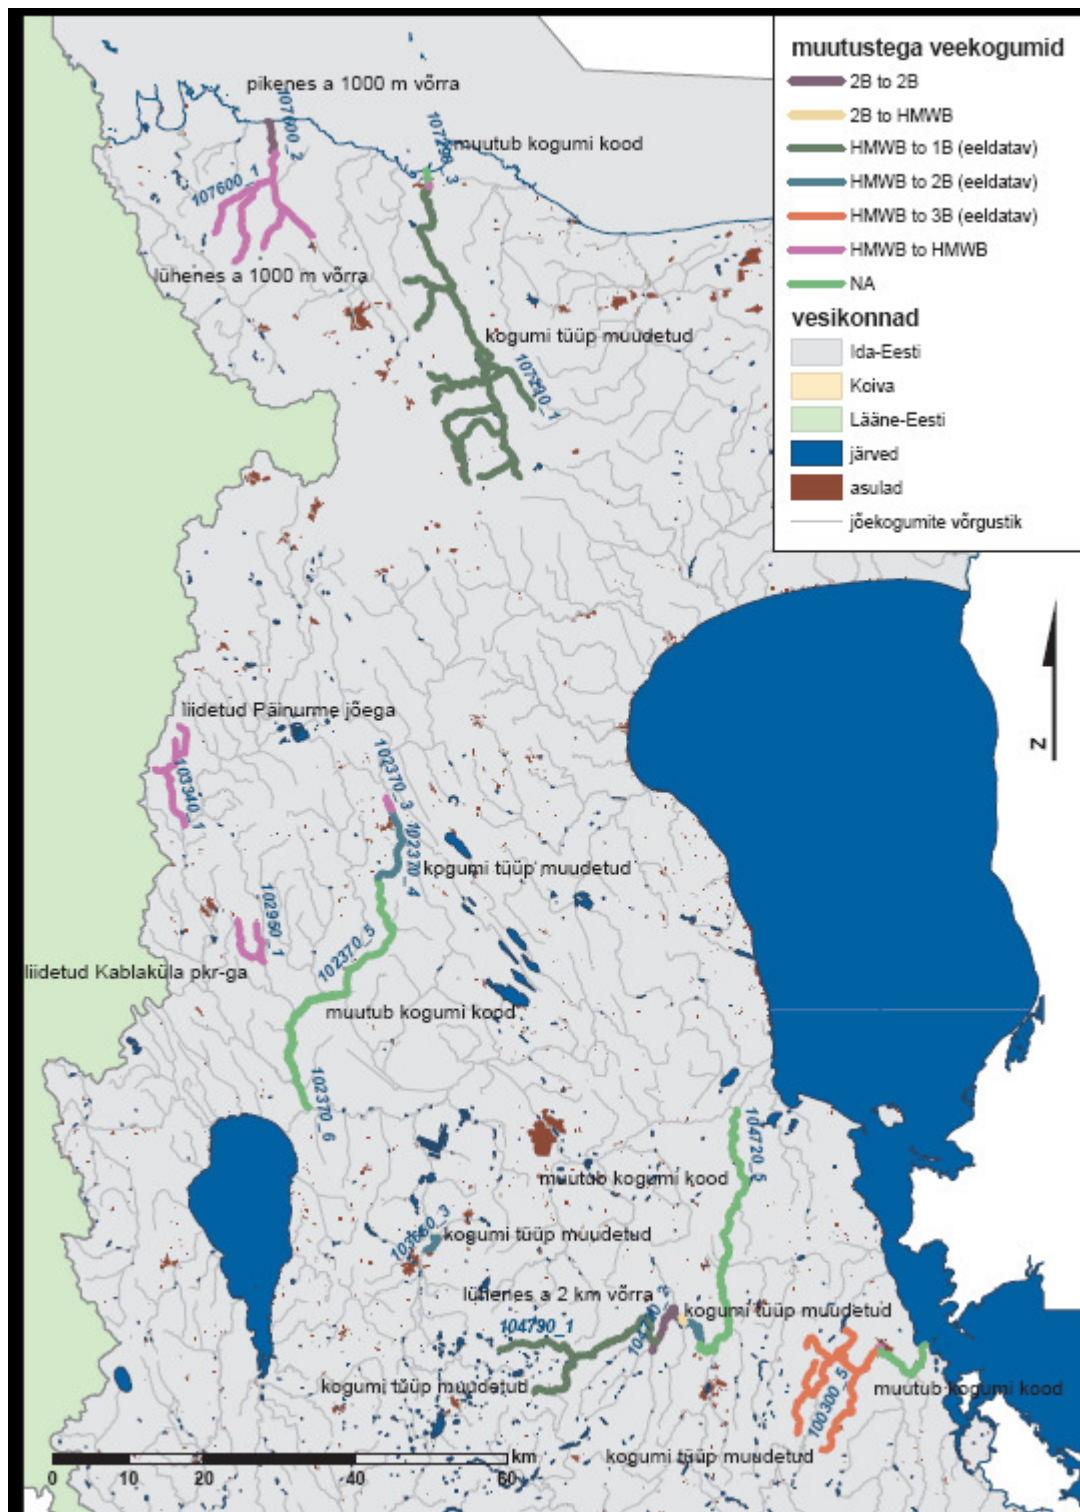 muutustega veekogumid
2B to 2B
2B to HMWB
HMWB to 1B (eeldatav)
HMWB to 2B (eeldatav)
HMWB to 3B (eeldatav)
HMWB to HMWB
NA
vesikonnad
Ida-Eesti
Koiva
Lääne-Eesti
järved
asulad
jõekogumite võrgustik
pikenes a 1000 m võrra
107600_2
muutub kogumi kood
107600_1
lühenes a 1000 m võrra
kogumi tüüp muudetud
liidetud Päinurme jõega
103340_1
102370_3
102370_4
kogumi tüüp muudetud
102950_1
102370_5
liidetud Kablaküla pkr-ga
muutub kogumi kood
102370_6
104720_5
muutub kogumi kood
kogumi tüüp muudetud
lühenes a 2 km võrra
kogumi tüüp muudetud
104790_1
kogumi tüüp muudetud
100300_5
muutub kogumi kood
kogumi tüüp muudetud
N
km
0 10 20 40 60